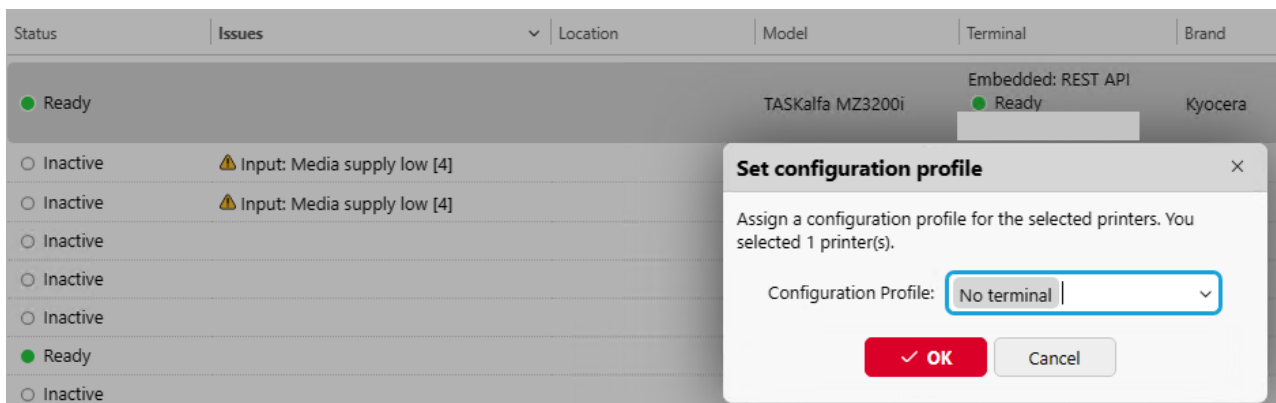 Status Issues Location Model Terminal Brand
Ready TASKalfa MZ3200i Embedded: REST API Kyocera
Ready
Inactive Input: Media supply low [4]
Inactive Input: Media supply low [4]
Inactive
Inactive
Inactive
Ready
Inactive
Set configuration profile
Assign a configuration profile for the selected printers. You
selected 1 printer(s).
Configuration Profile: No terminal
OK Cancel